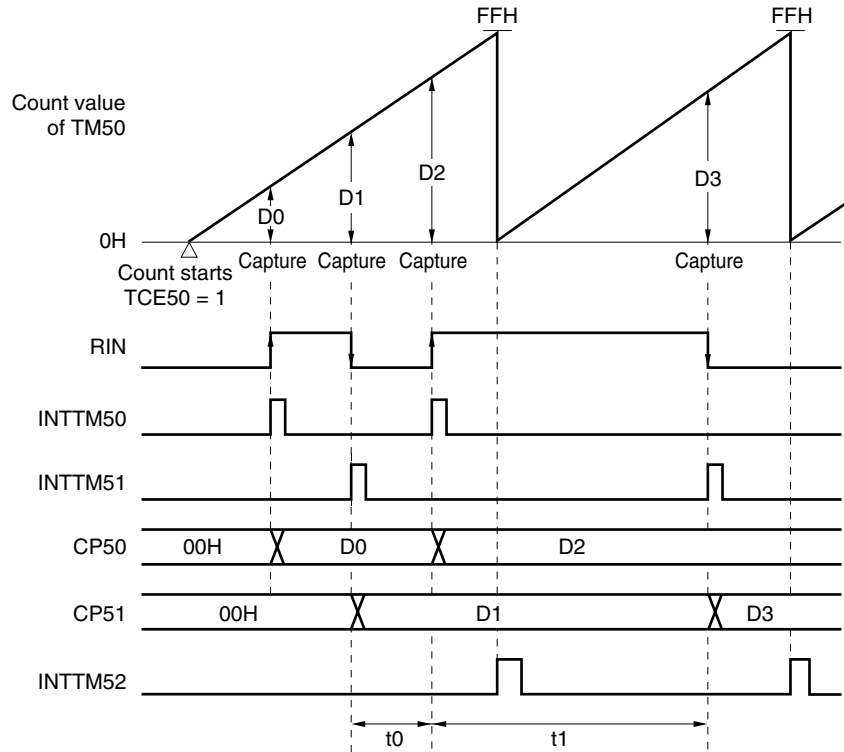 FFH FFH
Count value
of TM50
D0 D1 D2 D3
0H
Capture Capture Capture Capture
Count starts
TCE50 = 1
RIN
INTTM50
INTTM51
CP50 00H D0 D2
CP51 00H D1 D3
INTTM52
t0 t1